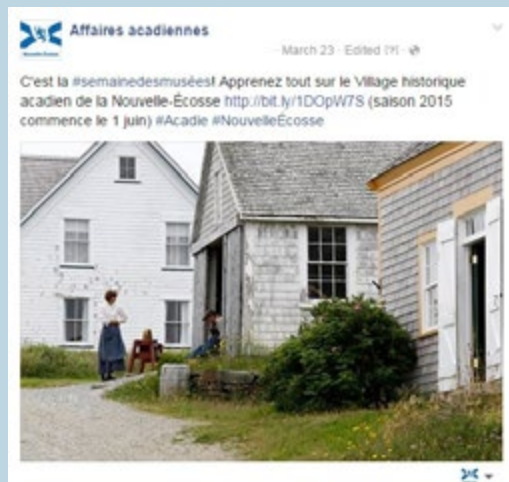 Affaires acadiennes
March 23 · Edited
C'est la #semainedesmusées! Apprenez tout sur le Village historique
acadien de la Nouvelle-Écosse http://bit.ly/1DOpW7S (saison 2015
commence le 1 juin) #Acadie #NouvelleÉcosse